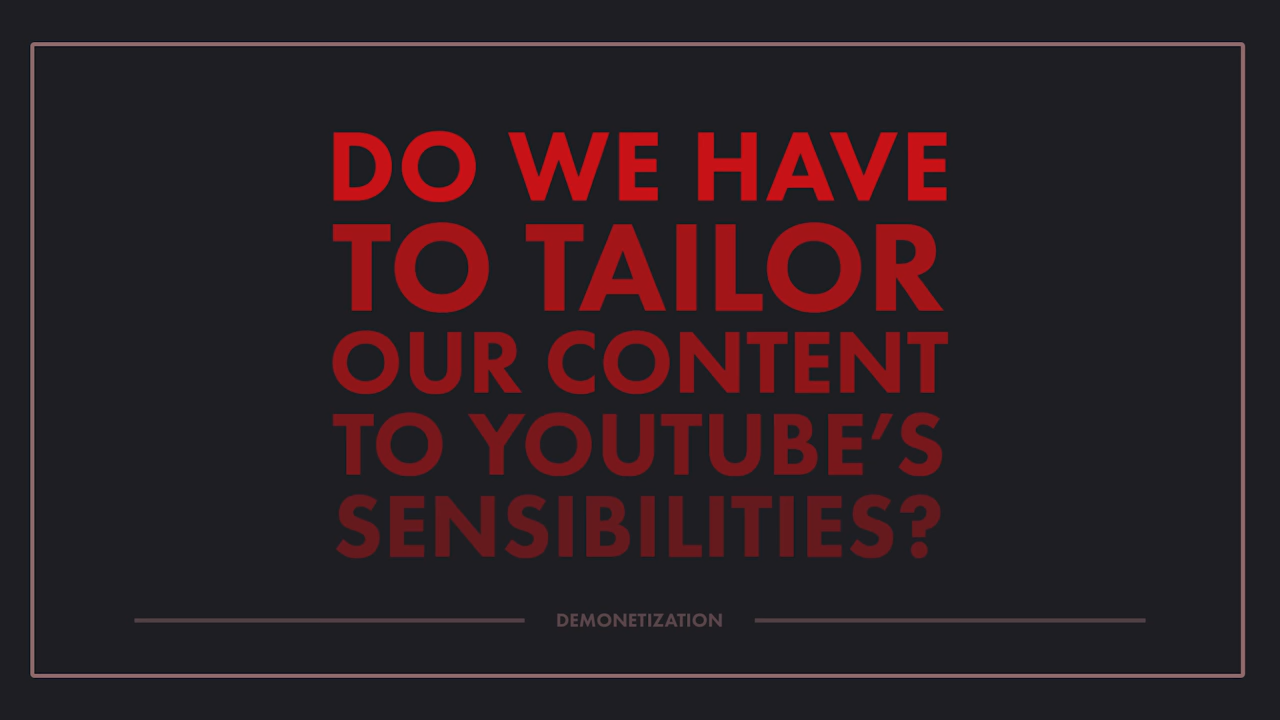 DO WE HAVE
TO TAILOR
OUR CONTENT
TO YOUTUBE’S
SENSIBILITIES?
DEMONETIZATION